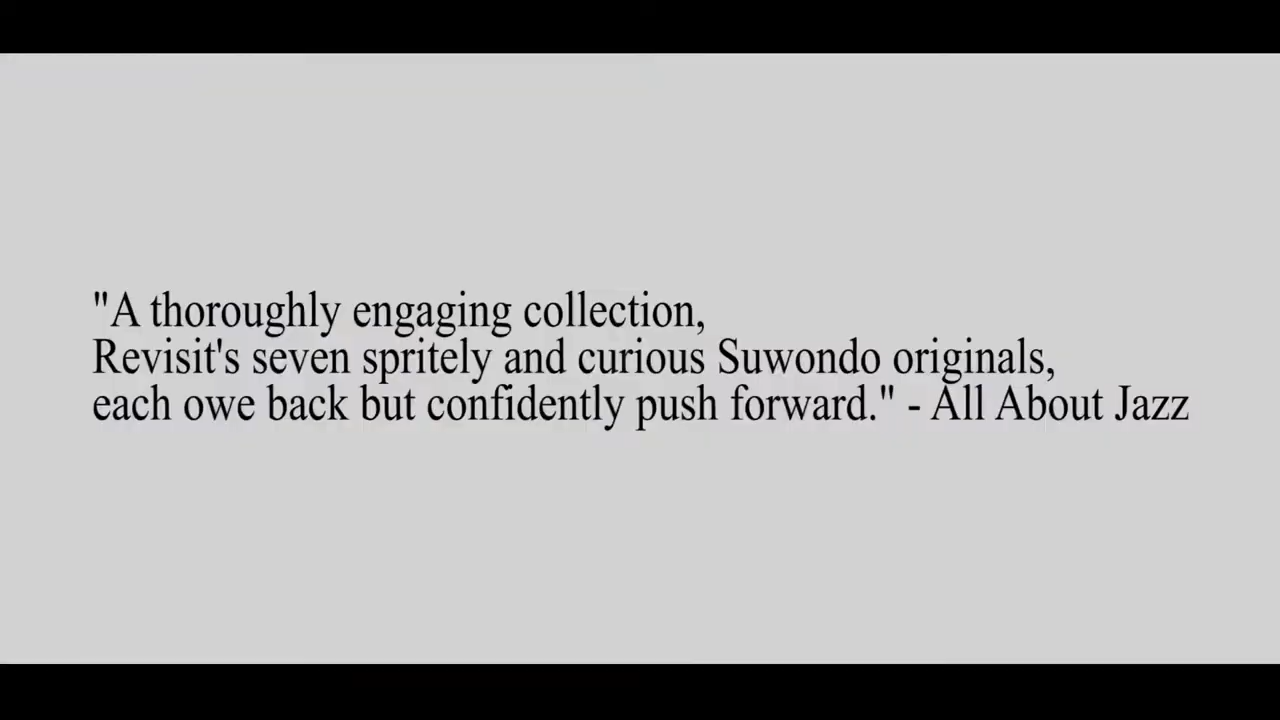 "A thoroughly engaging collection,
Revisit's seven spritely and curious Suwondo originals,
each owe back but confidently push forward." - All About Jazz